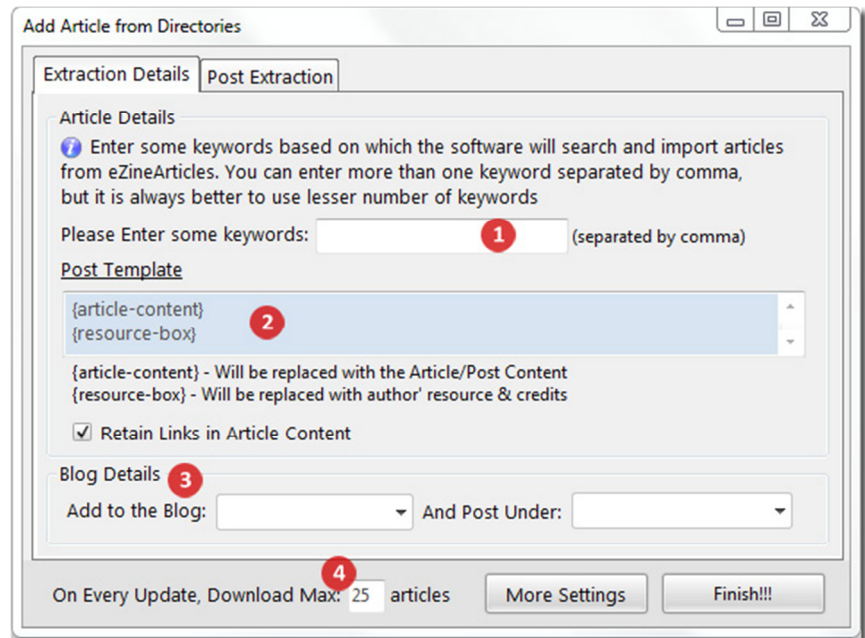 Add Article from Directories
Extraction Details Post Extraction
Article Details
Enter some keywords based on which the software will search and import articles
from eZineArticles. You can enter more than one keyword separated by comma,
but it is always better to use lesser number of keywords
Please Enter some keywords: 1 (separated by comma)
Post Template
{article-content}
2
{resource-box}
{article-content} - Will be replaced with the Article/Post Content
{resource-box} - Will be replaced with author' resource & credits
Retain Links in Article Content
Blog Details 3
Add to the Blog: And Post Under:
4
On Every Update, Download Max: 25 articles More Settings Finish!!!